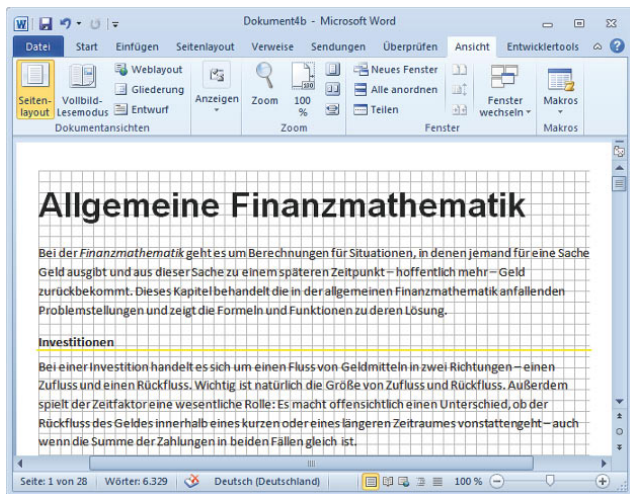 Dokument4b - Microsoft Word
Datei Start Einfügen Seitenlayout Verweise Sendungen Überprüfen Ansicht Entwicklertools
Seiten-
layout
Vollbild-
Lesemodus
Weblayout
Gliederung
Entwurf
Dokumentansichten
Anzeigen
Zoom
100
%
Zoom
Neues Fenster
Alle anordnen
Teilen
Fenster
wechseln
Fenster
Makros
Makros
Allgemeine Finanzmathematik
Bei der Finanzmathematik geht es um Berechnungen für Situationen, in denen jemand für eine Sache
Geld ausgibt und aus dieser Sache zu einem späteren Zeitpunkt – hoffentlich mehr – Geld
zurückbekommt. Dieses Kapitel behandelt die in der allgemeinen Finanzmathematik anfallenden
Problemstellungen und zeigt die Formeln und Funktionen zu deren Lösung.
Investitionen
Bei einer Investition handelt es sich um einen Fluss von Geldmitteln in zwei Richtungen – einen
Zufluss und einen Rückfluss. Wichtig ist natürlich die Größe von Zufluss und Rückfluss. Außerdem
spielt der Zeitfaktor eine wesentliche Rolle: Es macht offensichtlich einen Unterschied, ob der
Rückfluss des Geldes innerhalb eines kurzen oder eines längeren Zeitraumes vonstattengeht – auch
wenn die Summe der Zahlungen in beiden Fällen gleich ist.
Seite: 1 von 28 Wörter: 6.329 Deutsch (Deutschland) 100 %